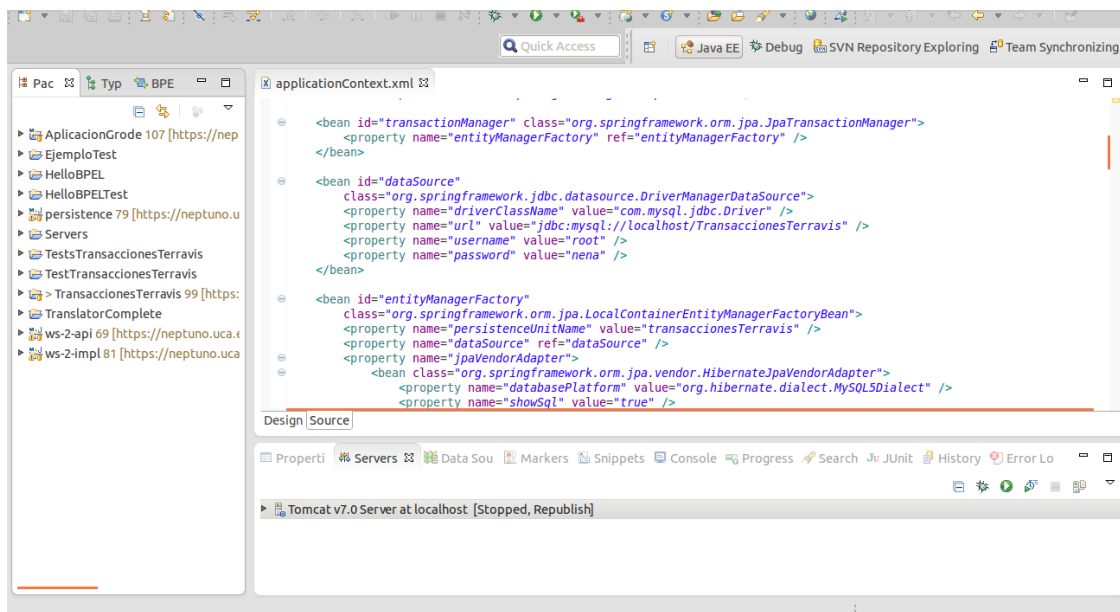 Quick Access
Java EE
Debug
SVN Repository Exploring
Team Synchronizing
Pac
Typ
BPE
AplicacionGrode 107 [https://nep
EjemploTest
HelloBPEL
HelloBPELTest
persistence 79 [https://neptuno.u
Servers
TestsTransaccionesTerravis
TestTransaccionesTerravis
> TransaccionesTerravis 99 [https:
TranslatorComplete
ws-2-api 69 [https://neptuno.uca.e
ws-2-impl 81 [https://neptuno.uca
applicationContext.xml
<bean id="transactionManager" class="org.springframework.orm.jpa.JpaTransactionManager">
<property name="entityManagerFactory" ref="entityManagerFactory" />
</bean>
<bean id="dataSource"
class="org.springframework.jdbc.datasource.DriverManagerDataSource">
<property name="driverClassName" value="com.mysql.jdbc.Driver" />
<property name="url" value="jdbc:mysql://localhost/TransaccionesTerravis" />
<property name="username" value="root" />
<property name="password" value="nena" />
</bean>
<bean id="entityManagerFactory"
class="org.springframework.orm.jpa.LocalContainerEntityManagerFactoryBean">
<property name="persistenceUnitName" value="transaccionesTerravis" />
<property name="dataSource" ref="dataSource" />
<property name="jpaVendorAdapter">
<bean class="org.springframework.orm.jpa.vendor.HibernateJpaVendorAdapter">
<property name="databasePlatform" value="org.hibernate.dialect.MySQL5Dialect" />
<property name="showSql" value="true" />
Design Source
Properti
Servers
Data Sou
Markers
Snippets
Console
Progress
Search
JUnit
History
Error Lo
Tomcat v7.0 Server at localhost [Stopped, Republish]